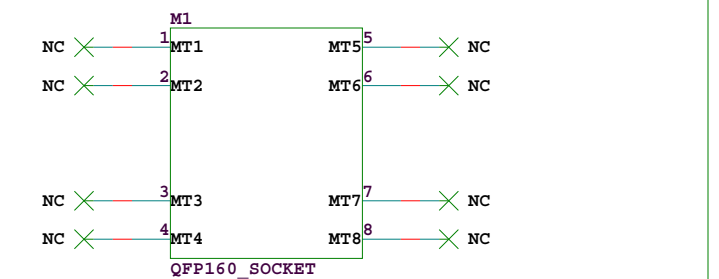 M1
NC 1 MT1 MT5 5 NC
NC 2 MT2 MT6 6 NC
NC 3 MT3 MT7 7 NC
NC 4 MT4 MT8 8 NC
QFP160_SOCKET